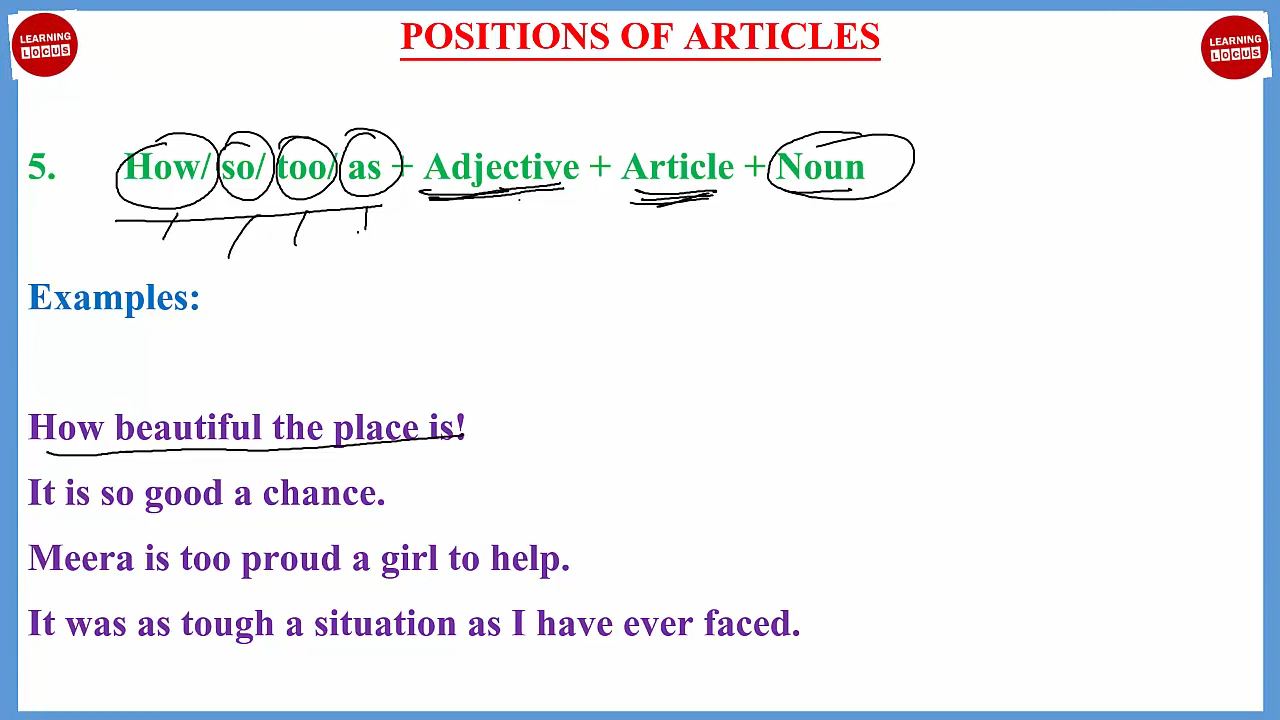 LEARNING
LOCUS
POSITIONS OF ARTICLES
LEARNING
LOCUS
5. How/ so/ too/ as + Adjective + Article + Noun
Examples:
How beautiful the place is!
It is so good a chance.
Meera is too proud a girl to help.
It was as tough a situation as I have ever faced.